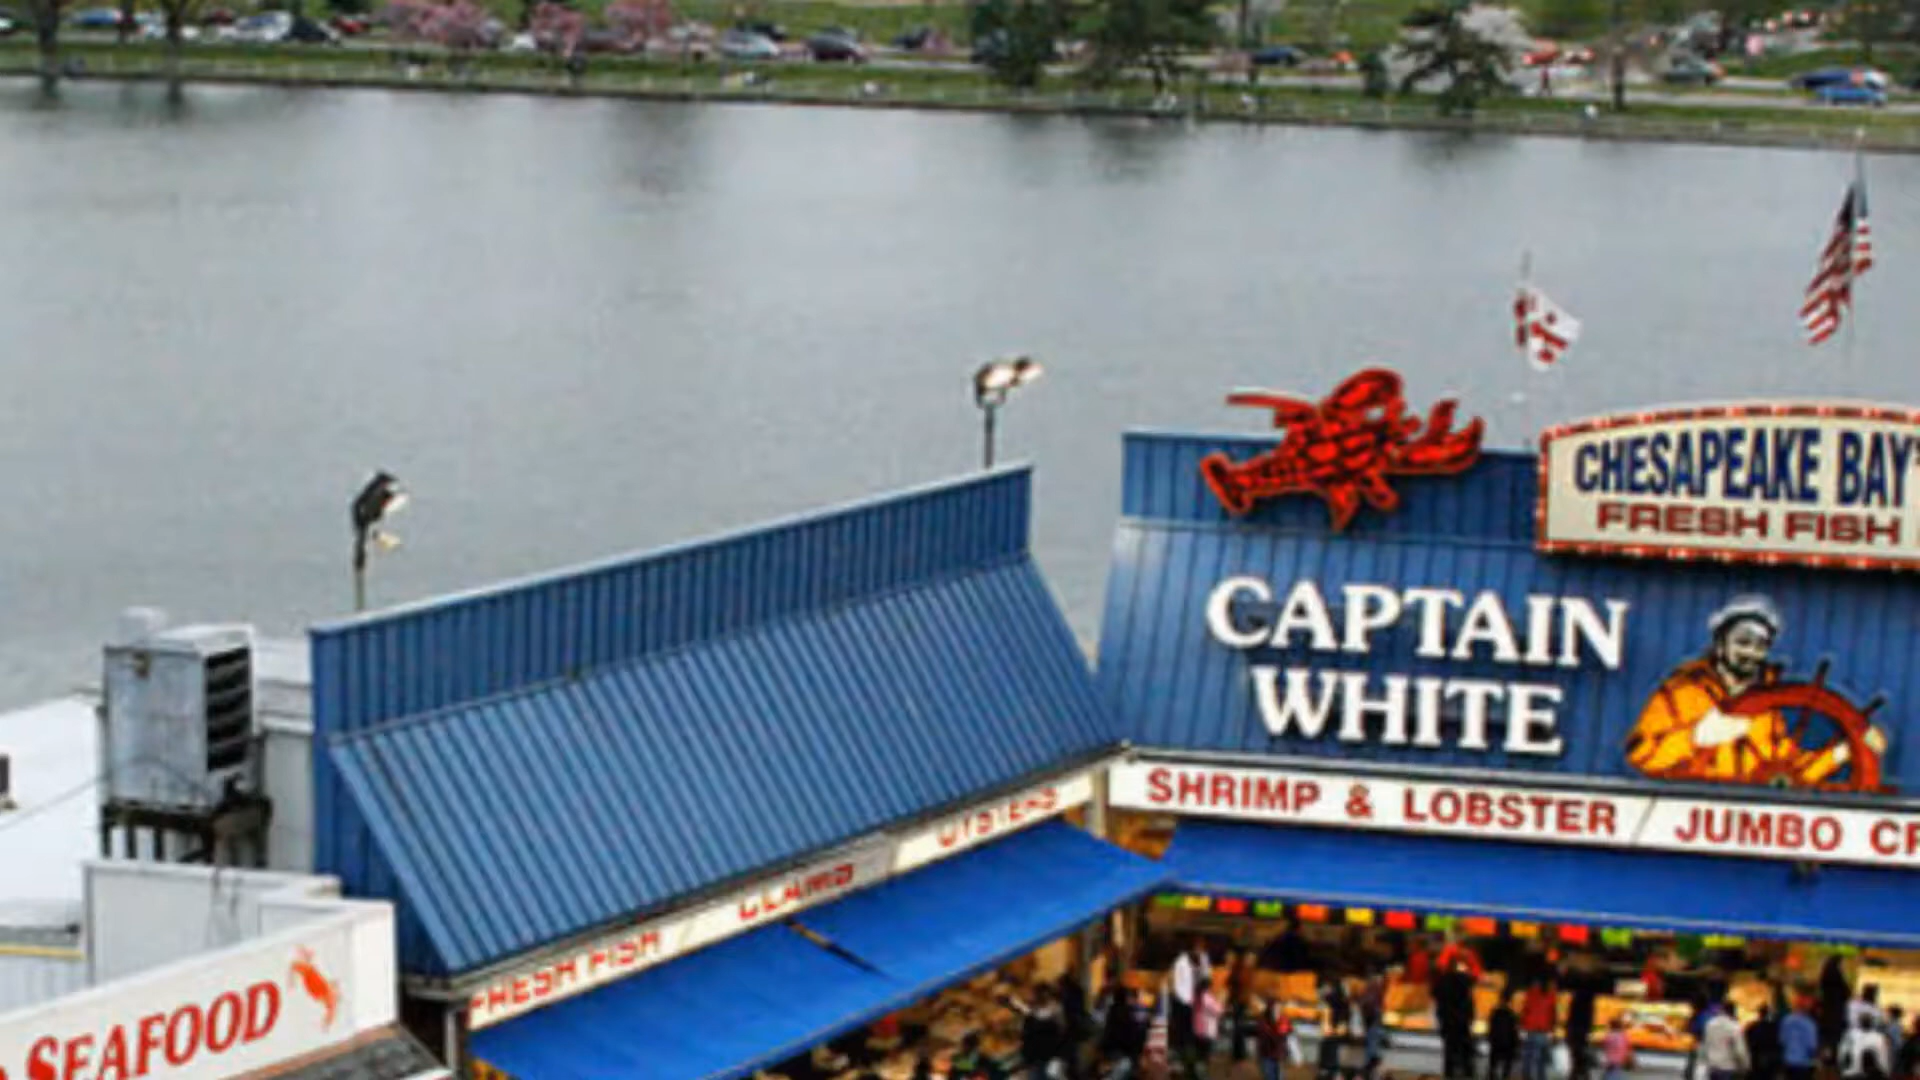 CHESAPEAKE BAY'
FRESH FISH
CAPTAIN
WHITE
SHRIMP & LOBSTER / JUMBO CR
FRESH FISH / CLAMS / OYSTERS
SEAFOOD